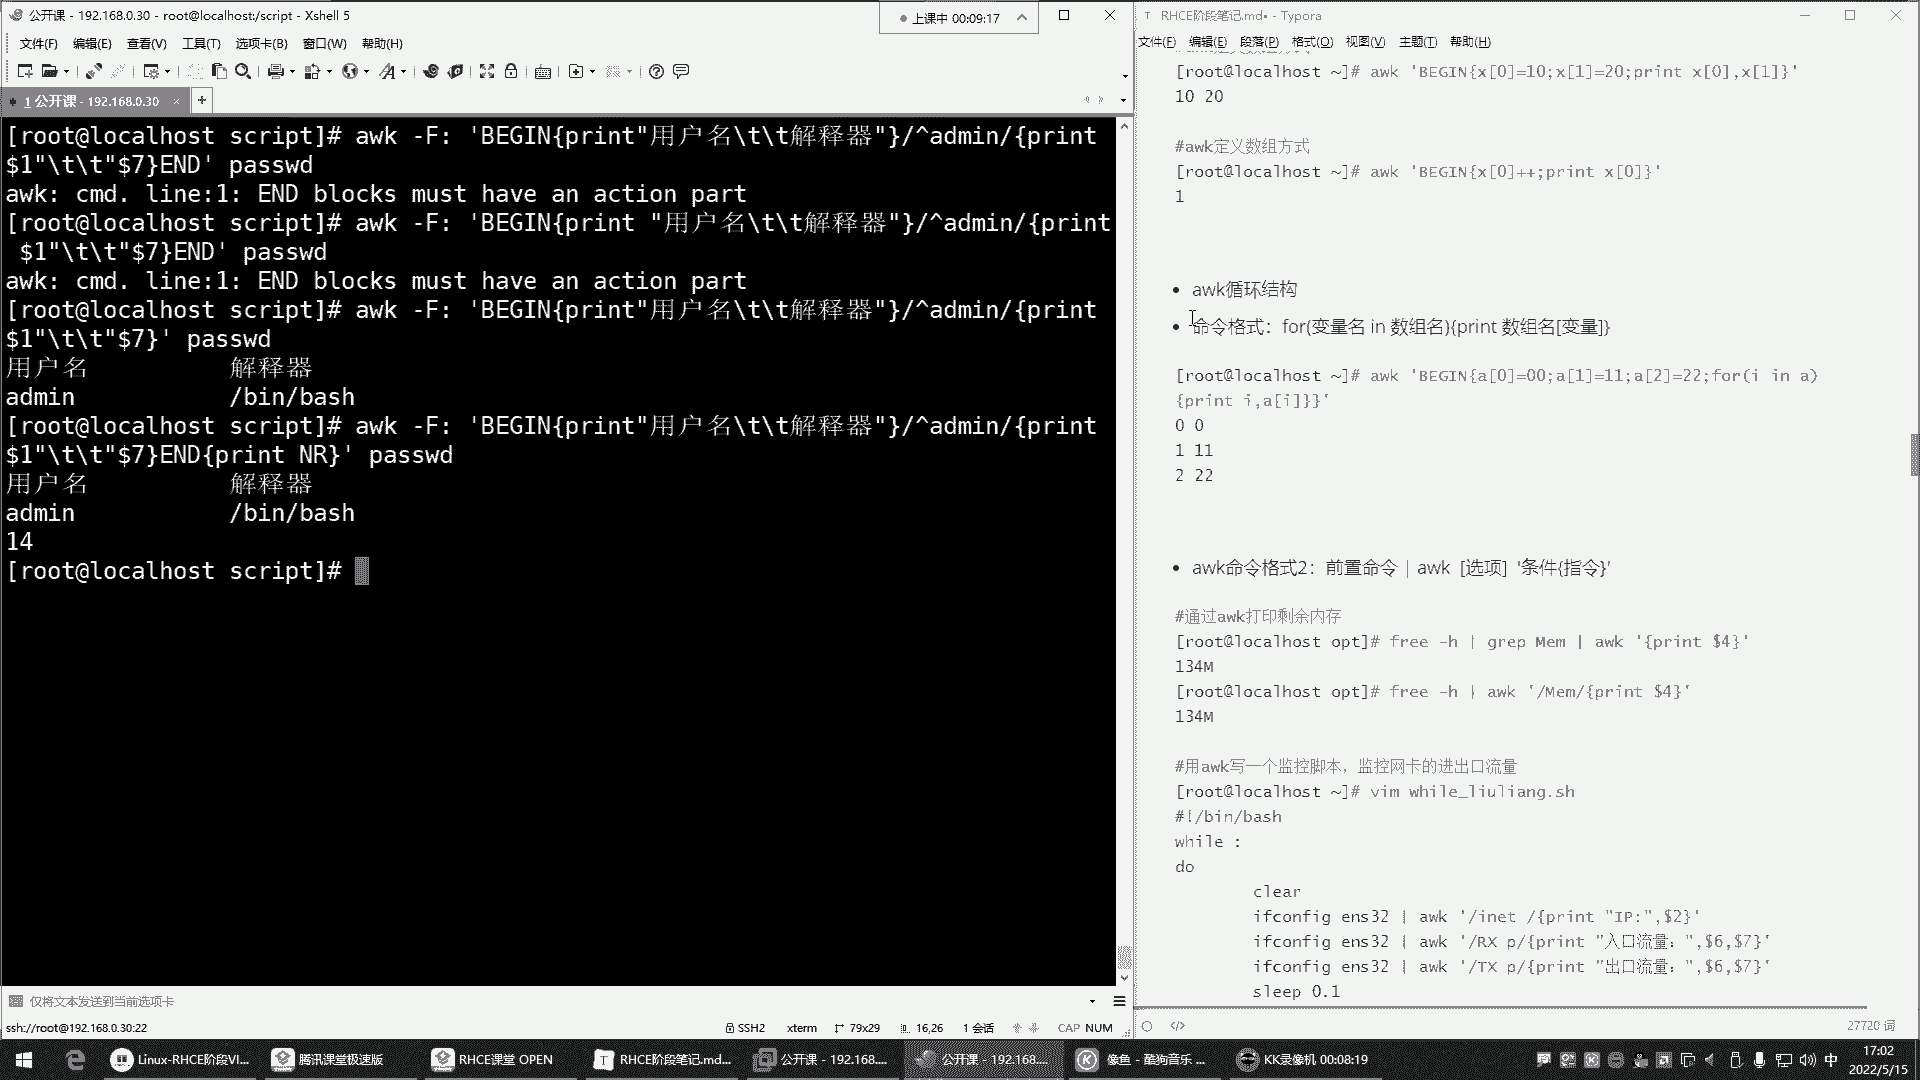 公开课 - 192.168.0.30 - root@localhost:/script - Xshell 5
上课中 00:09:17
文件(F) 编辑(E) 查看(V) 工具(T) 选项卡(B) 窗口(W) 帮助(H)
1 公开课 - 192.168.0.30 × +
[root@localhost script]# awk -F: 'BEGIN{print"用户名\t\t解释器"}/^admin/{print
$1"\t\t"$7}END' passwd
awk: cmd. line:1: END blocks must have an action part
[root@localhost script]# awk -F: 'BEGIN{print "用户名\t\t解释器"}/^admin/{print
 $1"\t\t"$7}END' passwd
awk: cmd. line:1: END blocks must have an action part
[root@localhost script]# awk -F: 'BEGIN{print"用户名\t\t解释器"}/^admin/{print
$1"\t\t"$7}' passwd
用户名 解释器
admin /bin/bash
[root@localhost script]# awk -F: 'BEGIN{print"用户名\t\t解释器"}/^admin/{print
$1"\t\t"$7}END{print NR}' passwd
用户名 解释器
admin /bin/bash
14
[root@localhost script]#
仅将文本发送到当前选项卡
ssh://root@192.168.0.30:22 SSH2 xterm 79x29 16,26 1 会话 CAP NUM
RHCE阶段笔记.md• - Typora
文件(F) 编辑(E) 段落(P) 格式(O) 视图(V) 主题(T) 帮助(H)
[root@localhost ~]# awk 'BEGIN{x[0]=10;x[1]=20;print x[0],x[1]}'
10 20
#awk定义数组方式
[root@localhost ~]# awk 'BEGIN{x[0]++;print x[0]}'
1
• awk循环结构
• 命令格式：for(变量名 in 数组名){print 数组名[变量]}
[root@localhost ~]# awk 'BEGIN{a[0]=00;a[1]=11;a[2]=22;for(i in a)
{print i,a[i]}}'
0 0
1 11
2 22
• awk命令格式2：前置命令 | awk [选项] '条件{指令}'
#通过awk打印剩余内存
[root@localhost opt]# free -h | grep Mem | awk '{print $4}'
134M
[root@localhost opt]# free -h | awk '/Mem/{print $4}'
134M
#用awk写一个监控脚本，监控网卡的进出口流量
[root@localhost ~]# vim while_liuliang.sh
#!/bin/bash
while :
do
clear
ifconfig ens32 | awk '/inet /{print "IP:",$2}'
ifconfig ens32 | awk '/RX p/{print "入口流量：",$6,$7}'
ifconfig ens32 | awk '/TX p/{print "出口流量：",$6,$7}'
sleep 0.1
27720 词
Linux-RHCE阶段VI... 腾讯课堂极速版 RHCE课堂 OPEN RHCE阶段笔记.md... 公开课 - 192.168.... 公开课 - 192.168.... 像鱼 - 酷狗音乐 ... KK录像机 00:08:19
中 17:02
2022/5/15